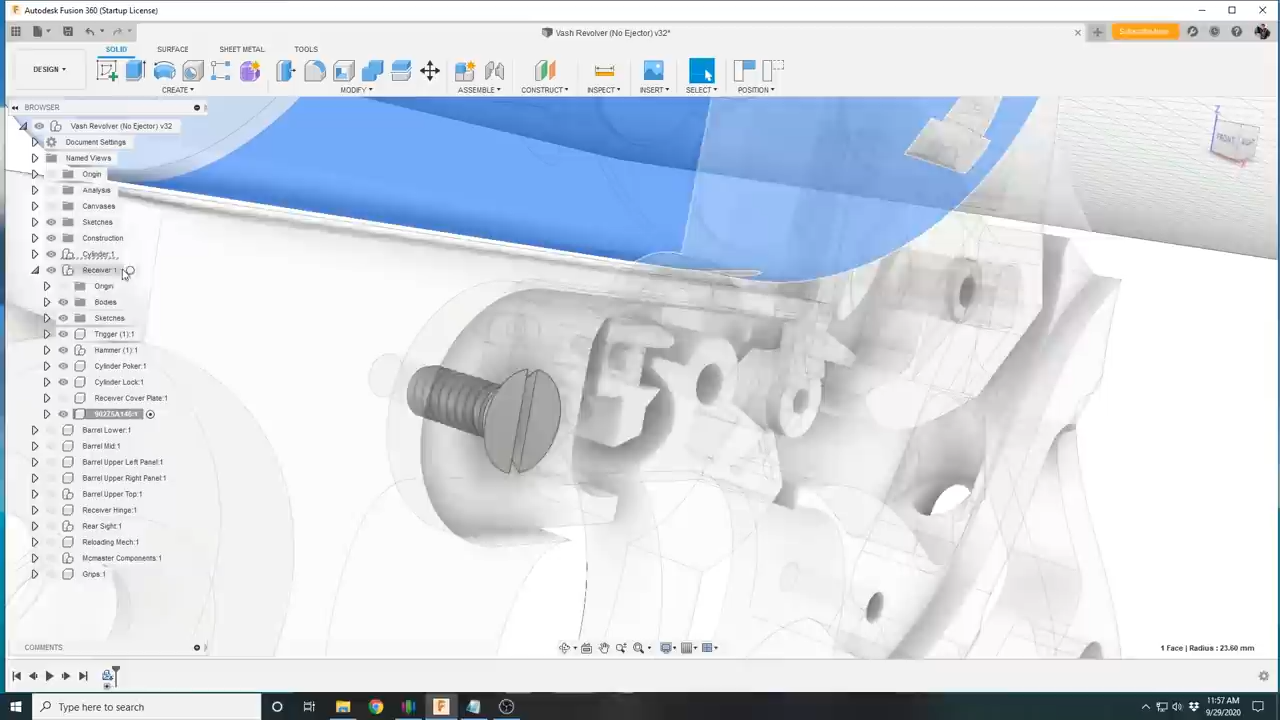 Autodesk Fusion 360 (Startup License)
Vash Revolver (No Ejector) v32*
SOLID SURFACE SHEET METAL TOOLS
DESIGN
CREATE MODIFY ASSEMBLE CONSTRUCT INSPECT INSERT SELECT POSITION
BROWSER
Vash Revolver (No Ejector) v32
Document Settings
Named Views
Origin
Analysis
Canvases
Sketches
Construction
Cylinder:1
Receiver:1
Origin
Bodies
Sketches
Trigger (1):1
Hammer (1):1
Cylinder Poker:1
Cylinder Lock:1
Receiver Cover Plate:1
90275A146:1
Barrel Lower:1
Barrel Mid:1
Barrel Upper Left Panel:1
Barrel Upper Right Panel:1
Barrel Upper Top:1
Receiver Hinge:1
Rear Sight:1
Reloading Mech:1
Mcmaster Components:1
Grips:1
Z
FRONT
COMMENTS
1 Face | Radius : 23.60 mm
Type here to search
11:57 AM
9/29/2020